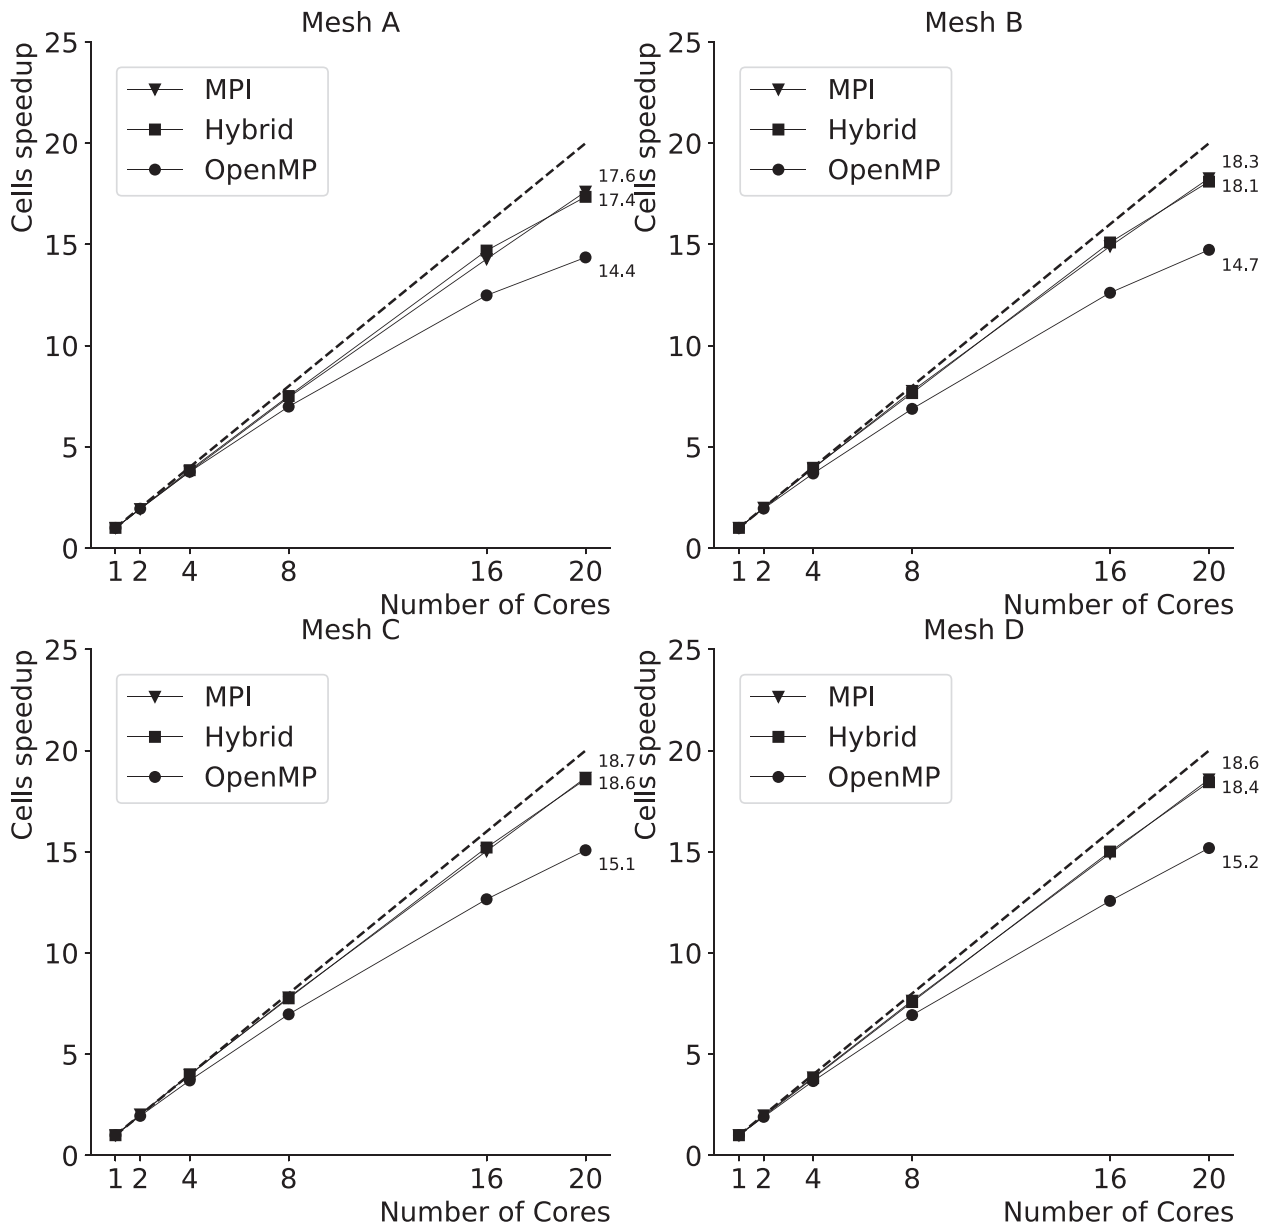 Mesh A
Cells speedup
25
20
15
10
5
0
MPI
Hybrid
OpenMP
17.6
17.4
14.4
1 2 4 8 16 20
Number of Cores
Mesh B
Cells speedup
25
20
15
10
5
0
MPI
Hybrid
OpenMP
18.3
18.1
14.7
1 2 4 8 16 20
Number of Cores
Mesh C
Cells speedup
25
20
15
10
5
0
MPI
Hybrid
OpenMP
18.7
18.6
15.1
1 2 4 8 16 20
Number of Cores
Mesh D
Cells speedup
25
20
15
10
5
0
MPI
Hybrid
OpenMP
18.6
18.4
15.2
1 2 4 8 16 20
Number of Cores